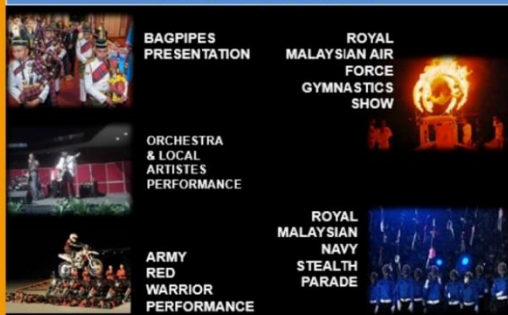 BAGPIPES
PRESENTATION
ROYAL
MALAYSIAN AIR
FORCE
GYMNASTICS
SHOW
ORCHESTRA
& LOCAL
ARTISTES
PERFORMANCE
ROYAL
MALAYSIAN
NAVY
STEALTH
PARADE
ARMY
RED
WARRIOR
PERFORMANCE